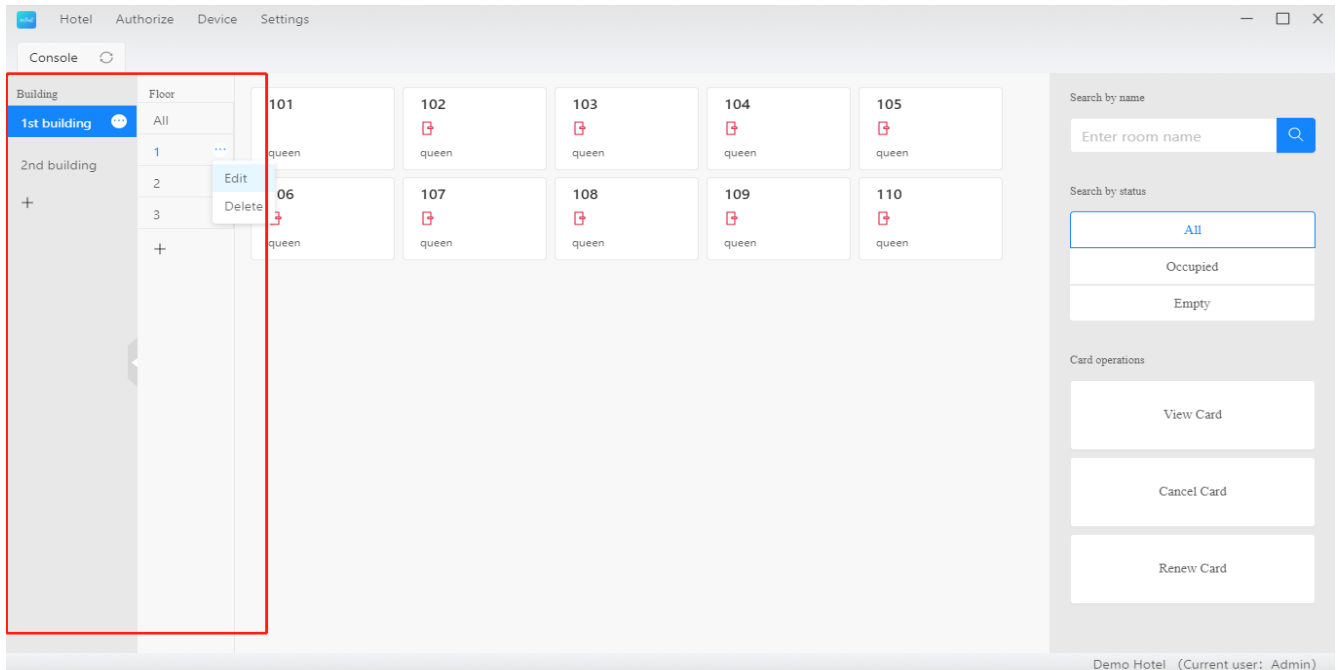 Hotel Authorize Device Settings
Console
Building
1st building
2nd building
+
Floor
All
1
2
3
+
Edit
Delete
101
queen
102
queen
103
queen
104
queen
105
queen
06
queen
107
queen
108
queen
109
queen
110
queen
Search by name
Enter room name
Search by status
All
Occupied
Empty
Card operations
View Card
Cancel Card
Renew Card
Demo Hotel (Current user: Admin)